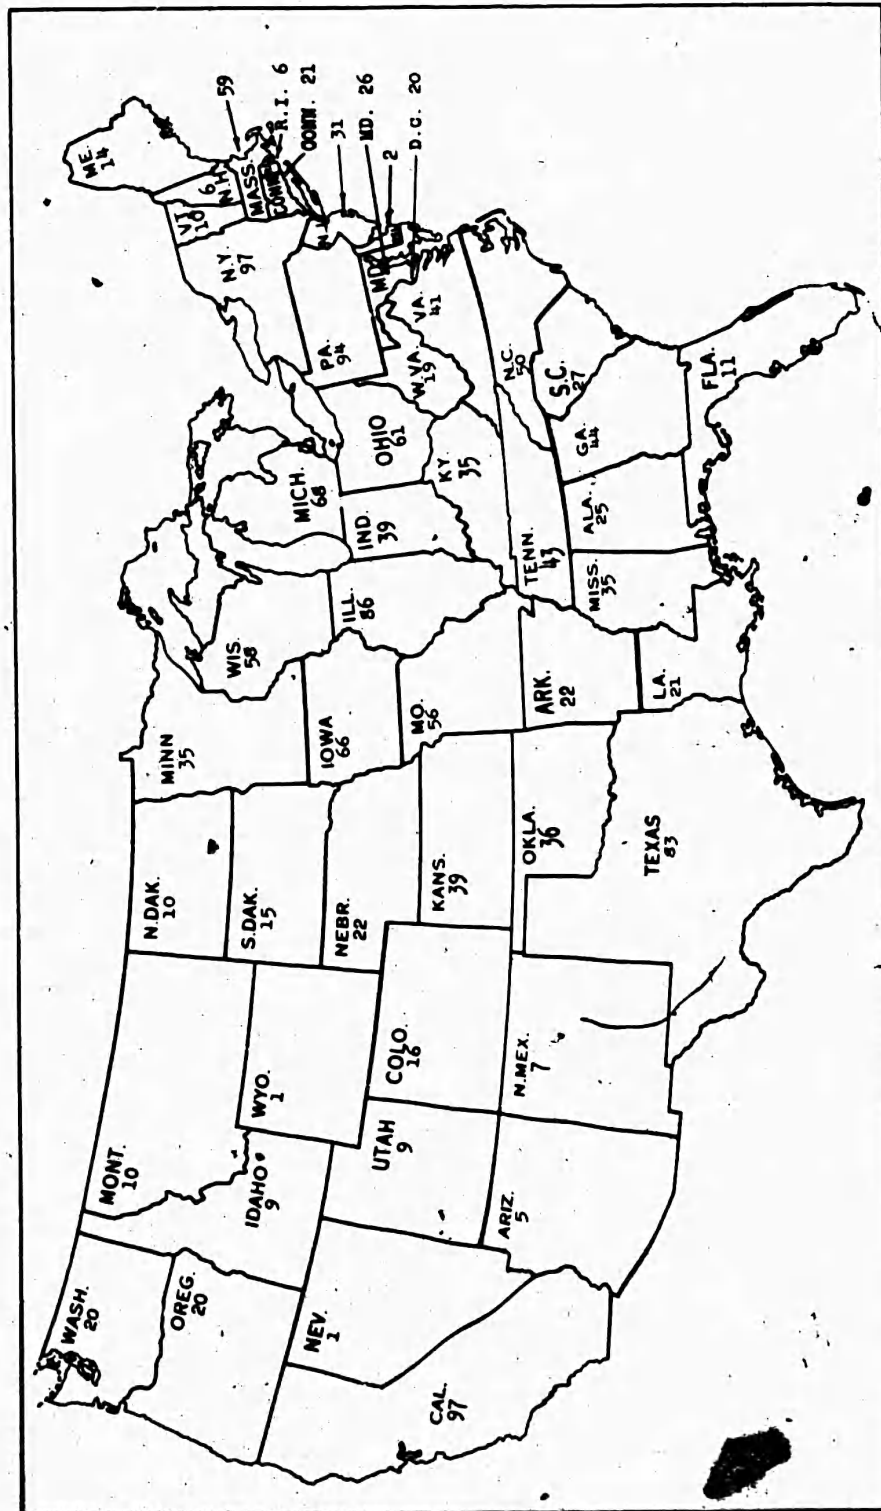 WASH.
20
OREG.
20
CAL.
97
NEV.
1
IDAHO
9
MONT.
10
WYO.
1
UTAH
9
ARIZ.
5
COLO.
16
N.MEX.
7
N.DAK.
10
S.DAK.
15
NEBR.
22
KANS.
39
OKLA.
36
TEXAS
83
MINN
35
IOWA
66
MO.
56
ARK.
22
LA.
21
WIS.
58
ILL.
86
MICH.
68
IND.
39
OHIO
61
KY.
35
TENN.
43
MISS.
35
ALA.
25
GA.
44
FLA.
11
S.C.
27
N.C.
50
VA.
41
W.VA.
19
PA.
94
N.Y.
97
VT
10
N.H
6
ME.
14
MASS.
59
CONN
R.I. 6
OONN. 21
N.J.
31
MD.
MD. 26
2
D.C. 20